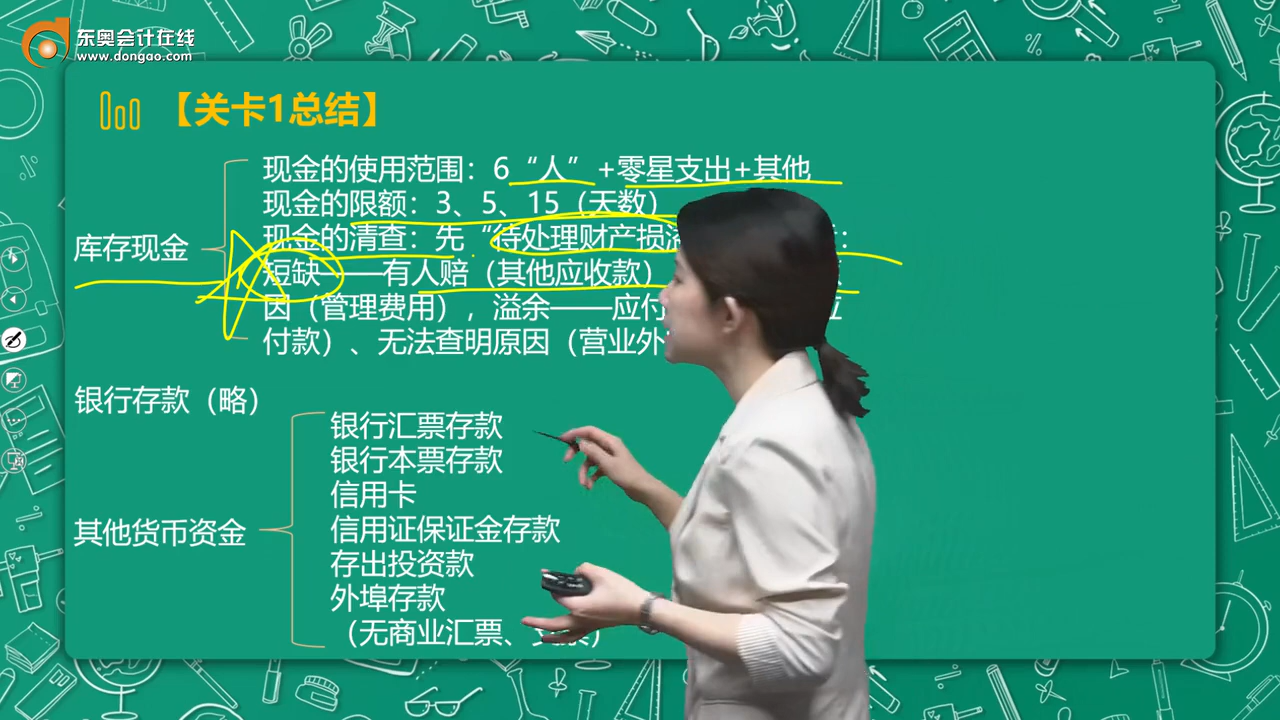 东奥会计在线
www.dongao.com
【关卡1总结】
现金的使用范围：6“人”+零星支出+其他
现金的限额：3、5、15（天数）
现金的清查：先“待处理财产损
短缺——有人赔（其他应收款）
因（管理费用），溢余——应付
付款）、无法查明原因（营业外
库存现金
银行存款（略）
其他货币资金
银行汇票存款
银行本票存款
信用卡
信用证保证金存款
存出投资款
外埠存款
（无商业汇票、